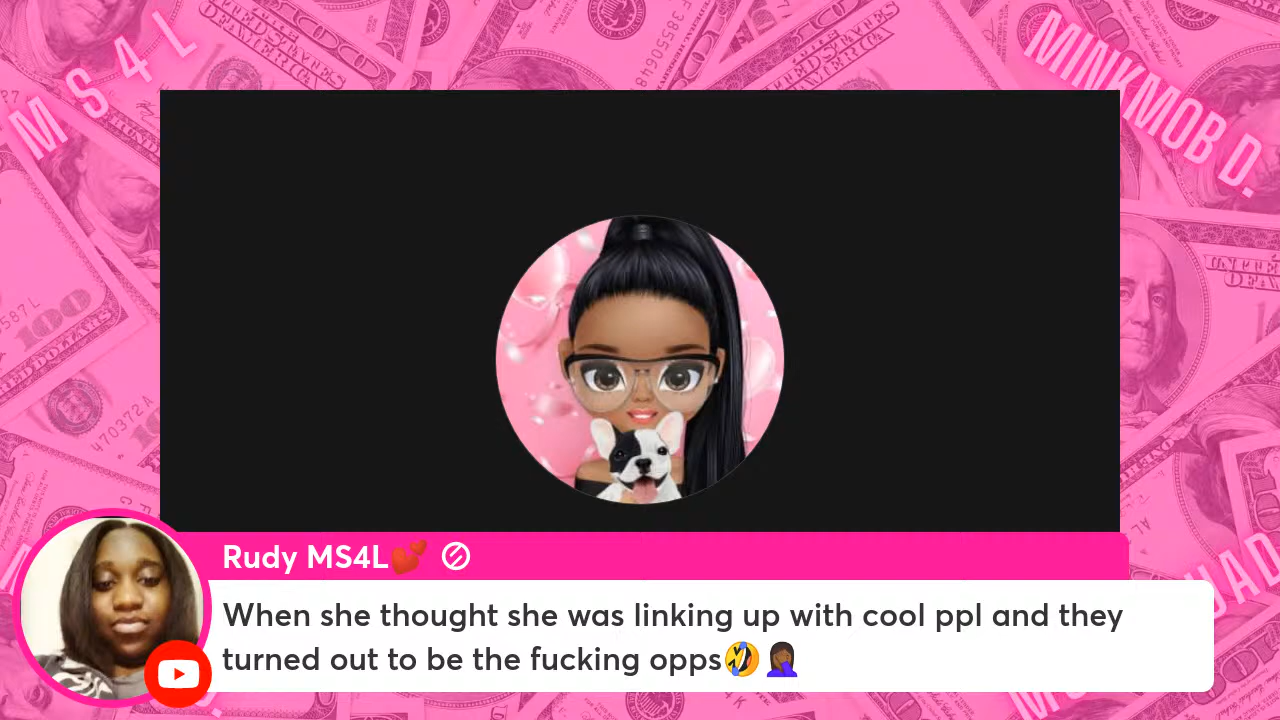 M S 4 L
MINKMOB D.
Rudy MS4L💕
When she thought she was linking up with cool ppl and they
turned out to be the fucking opps🤣🤦🏾‍♀️